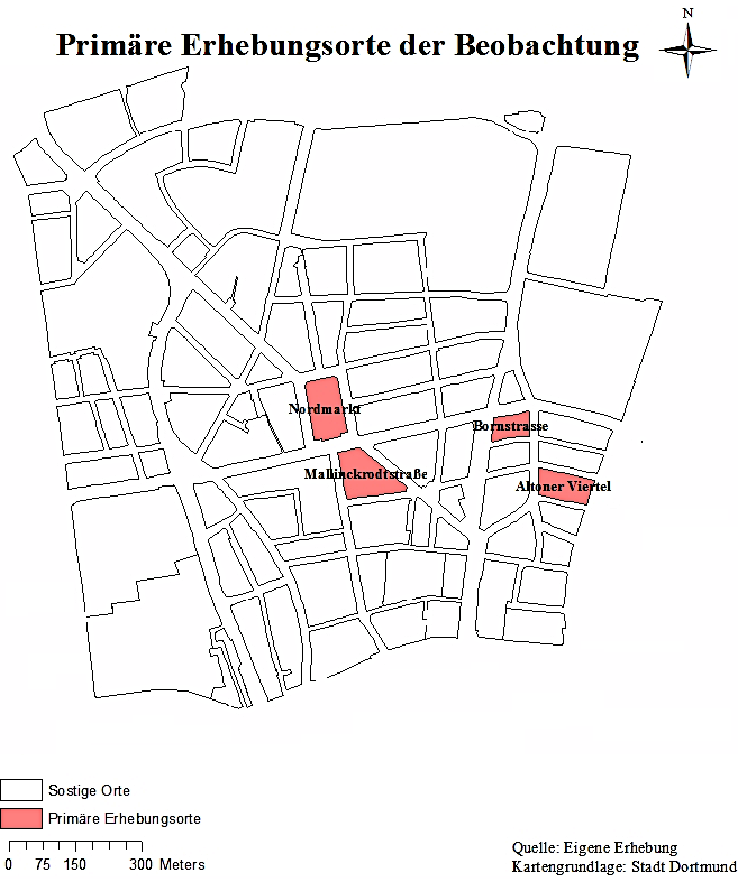 N
Primäre Erhebungsorte der Beobachtung
Nordmarkt
Bornstrasse
Mallinckrodtstraße
Altoner Viertel
Sostige Orte
Primäre Erhebungsorte
0 75 150 300 Meters
Quelle: Eigene Erhebung
Kartengrundlage: Stadt Dortmund